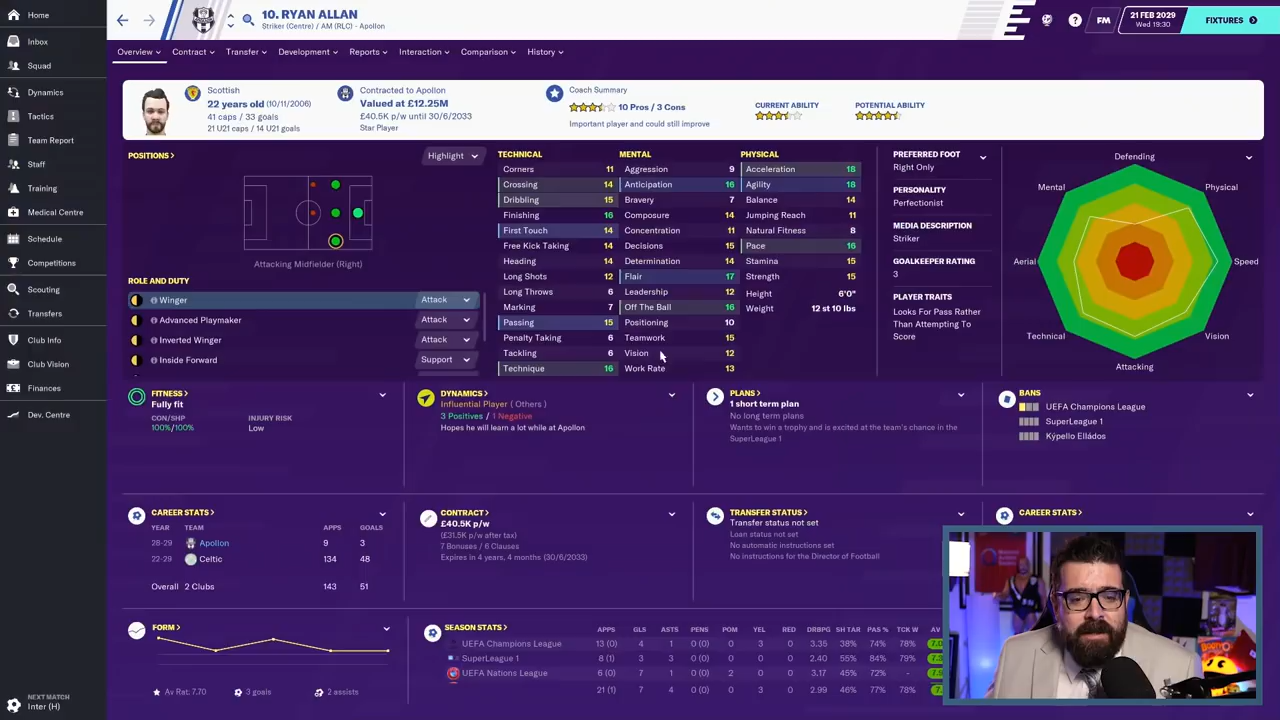 10. RYAN ALLAN
Striker (Centre) / AM (RLC) - Apollon
FM
21 FEB 2029
Wed 19:30
FIXTURES
Home
Inbox
Squad
Dynamics
Tactics
Team Report
Staff
Training
Medical Centre
Schedule
Competitions
Scouting
Transfers
Club Info
Club Vision
Finances
Dev. Centre
NEXT MATCH
Inter (H)
Overview
Contract
Transfer
Development
Reports
Interaction
Comparison
History
Scottish
22 years old (10/11/2006)
41 caps / 33 goals
21 U21 caps / 14 U21 goals
Contracted to Apollon
Valued at £12.25M
£40.5K p/w until 30/6/2033
Star Player
Coach Summary
10 Pros / 3 Cons
Important player and could still improve
CURRENT ABILITY
POTENTIAL ABILITY
POSITIONS
Highlight
Attacking Midfielder (Right)
ROLE AND DUTY
Winger Attack
Advanced Playmaker Attack
Inverted Winger Attack
Inside Forward Support
TECHNICAL
Corners 11
Crossing 14
Dribbling 15
Finishing 16
First Touch 14
Free Kick Taking 14
Heading 14
Long Shots 12
Long Throws 6
Marking 7
Passing 15
Penalty Taking 6
Tackling 6
Technique 16
MENTAL
Aggression 9
Anticipation 16
Bravery 7
Composure 14
Concentration 11
Decisions 15
Determination 14
Flair 17
Leadership 12
Off The Ball 16
Positioning 10
Teamwork 15
Vision 12
Work Rate 13
PHYSICAL
Acceleration 18
Agility 18
Balance 14
Jumping Reach 11
Natural Fitness 8
Pace 16
Stamina 15
Strength 15
Height 6'0"
Weight 12 st 10 lbs
PREFERRED FOOT
Right Only
PERSONALITY
Perfectionist
MEDIA DESCRIPTION
Striker
GOALKEEPER RATING
3
PLAYER TRAITS
Looks For Pass Rather
Than Attempting To
Score
Defending
Physical
Speed
Vision
Attacking
Technical
Aerial
Mental
FITNESS
Fully fit
CON/SHP
100%/100%
INJURY RISK
Low
DYNAMICS
Influential Player ( Others )
3 Positives / 1 Negative
Hopes he will learn a lot while at Apollon
PLANS
1 short term plan
No long term plans
Wants to win a trophy and is excited at the team's chance in the
SuperLeague 1
BANS
UEFA Champions League
SuperLeague 1
Kýpello Elládos
CAREER STATS
YEAR TEAM APPS GOALS
28-29 Apollon 9 3
22-29 Celtic 134 48
Overall 2 Clubs 143 51
CONTRACT
£40.5K p/w
(£31.5K p/w after tax)
7 Bonuses / 6 Clauses
Expires in 4 years, 4 months (30/6/2033)
TRANSFER STATUS
Transfer status not set
Loan status not set
No automatic instructions set
No instructions for the Director of Football
CAREER STATS
FORM
Av Rat: 7.70
3 goals
2 assists
SEASON STATS
APPS GLS ASTS PENS POM YEL RED DRBPG SH TAR PAS % TCK W AV
UEFA Champions League 13 (0) 4 1 0 (0) 0 3 0 3.35 38% 74% 78%
SuperLeague 1 8 (1) 3 3 0 (0) 0 0 0 2.40 55% 84% 79%
UEFA Nations League 6 (0) 7 1 0 (0) 2 0 0 3.17 45% 72% -
21 (1) 7 4 0 (0) 0 3 0 2.99 46% 77% 78%